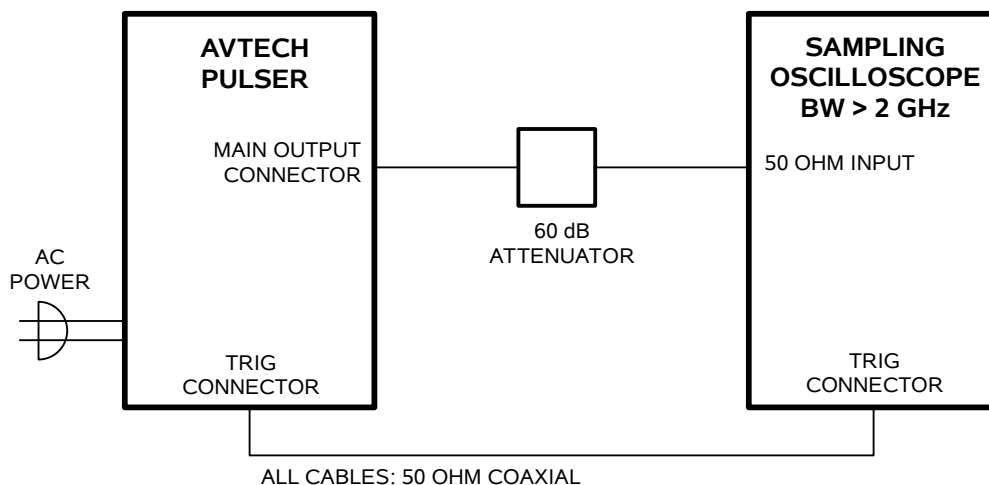 AVTECH
PULSER
MAIN OUTPUT
CONNECTOR
AC
POWER
TRIG
CONNECTOR
60 dB
ATTENUATOR
SAMPLING
OSCILLOSCOPE
BW > 2 GHz
50 OHM INPUT
TRIG
CONNECTOR
ALL CABLES: 50 OHM COAXIAL